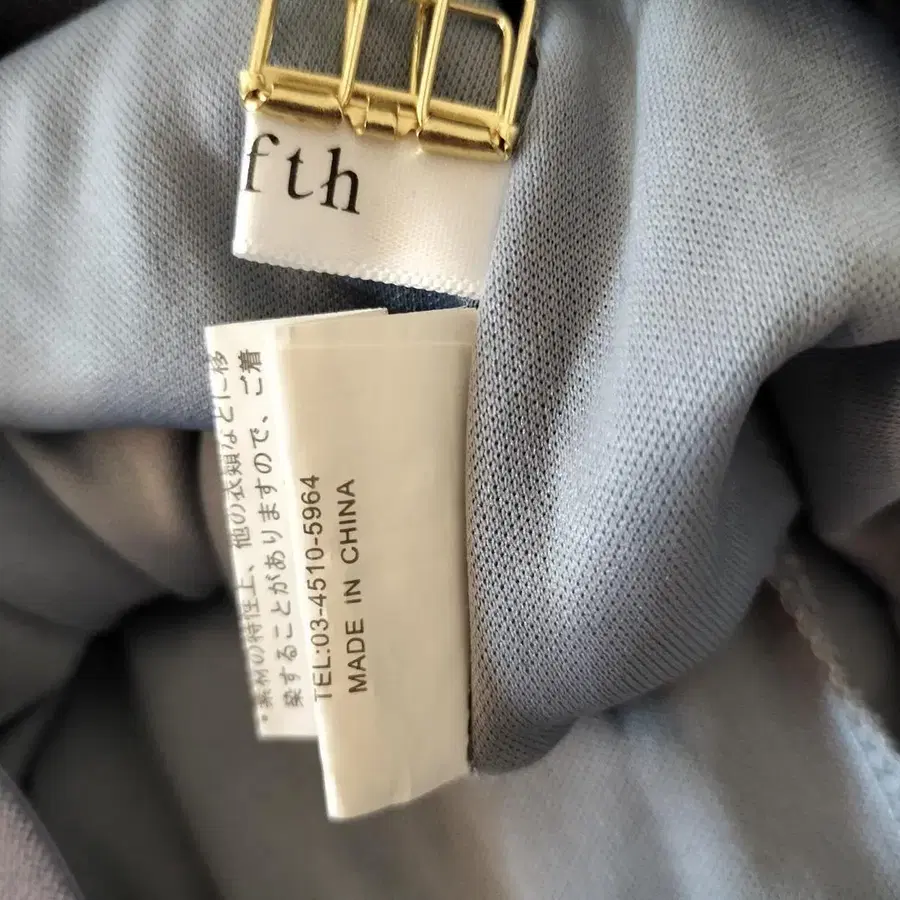 fth
*素材の特性上、他の衣類などに移
染することがありますので、ご着
TEL:03-4510-5964
MADE IN CHINA